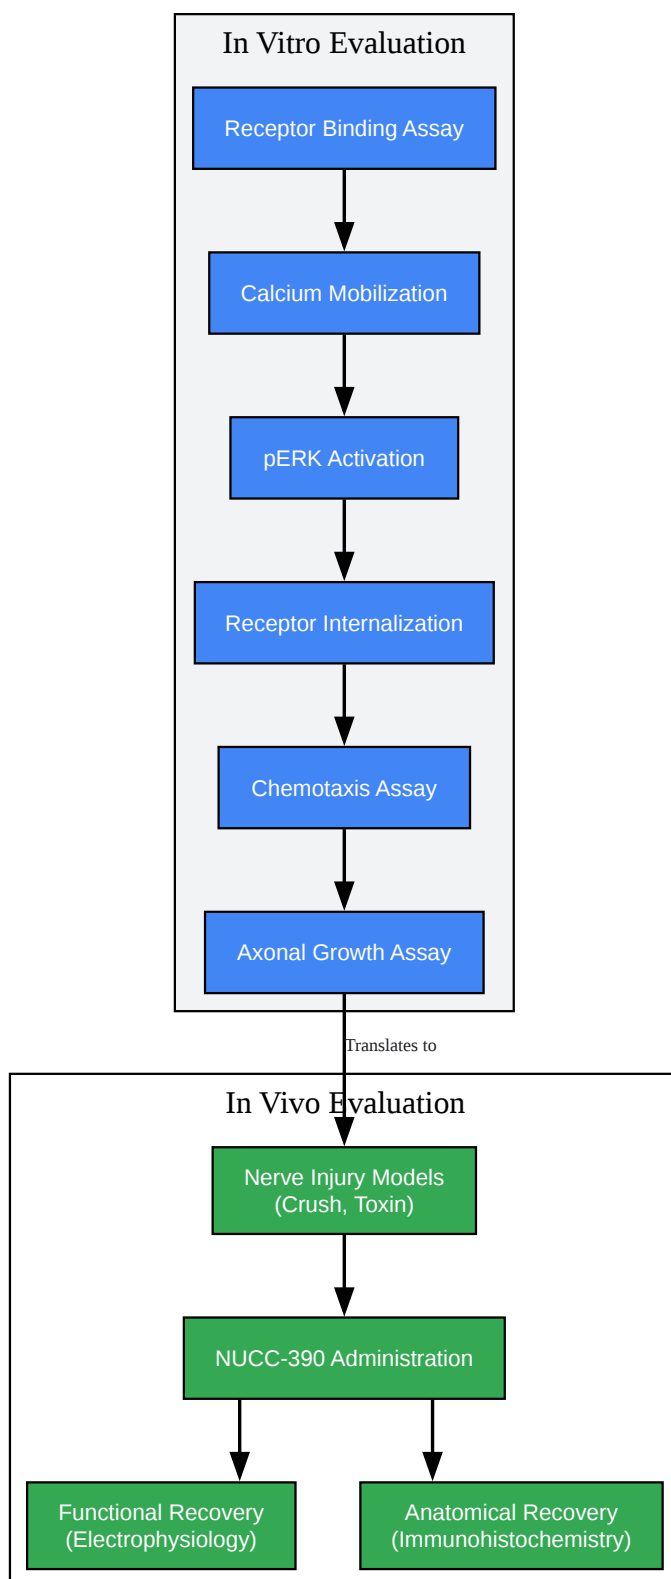 In Vitro Evaluation
Receptor Binding Assay
Calcium Mobilization
pERK Activation
Receptor Internalization
Chemotaxis Assay
Axonal Growth Assay
Translates to
In Vivo Evaluation
Nerve Injury Models
(Crush, Toxin)
NUCC-390 Administration
Functional Recovery
(Electrophysiology)
Anatomical Recovery
(Immunohistochemistry)